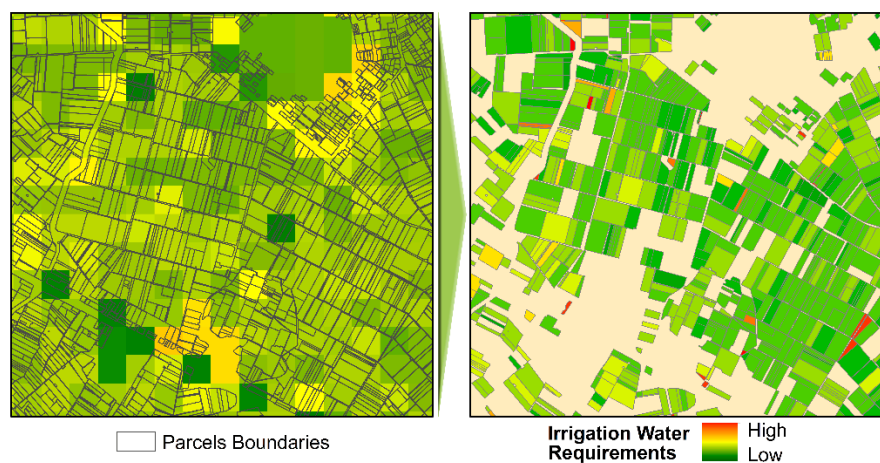 Parcels Boundaries
Irrigation Water
Requirements
High
Low